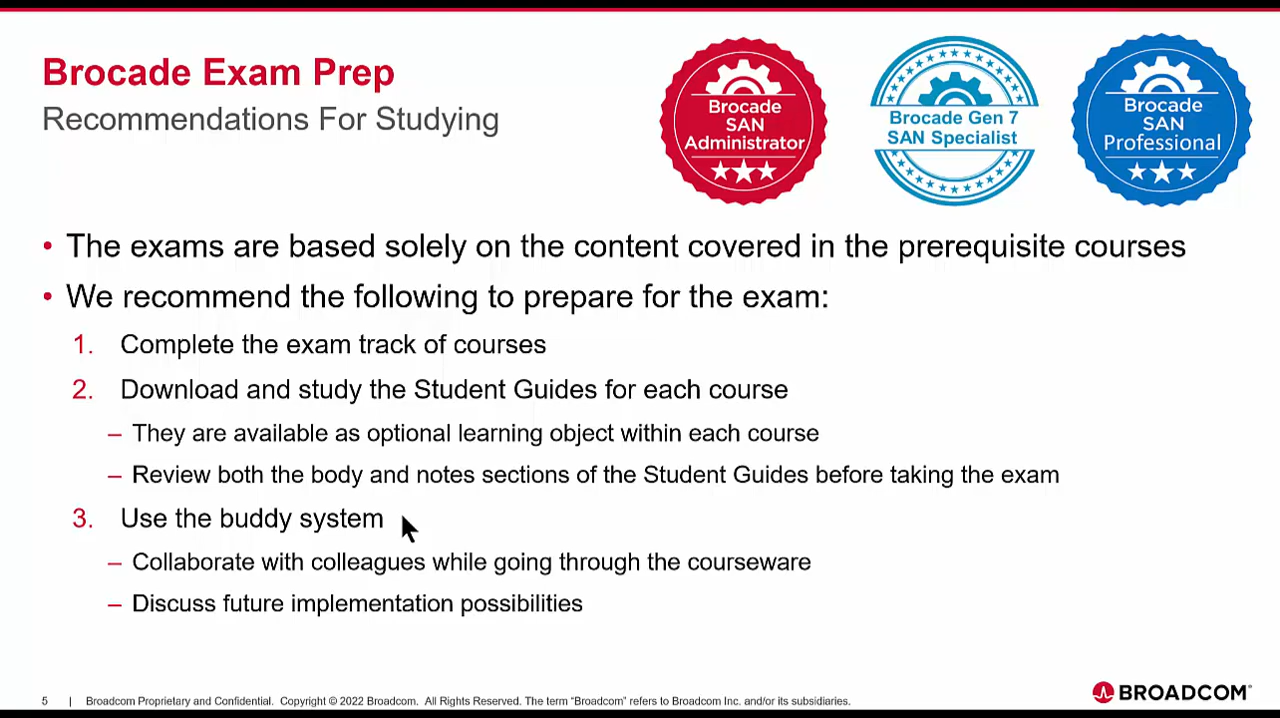 Brocade Exam Prep
Recommendations For Studying
Brocade
SAN
Administrator
Brocade Gen 7
SAN Specialist
Brocade
SAN
Professional
• The exams are based solely on the content covered in the prerequisite courses
• We recommend the following to prepare for the exam:
1. Complete the exam track of courses
2. Download and study the Student Guides for each course
– They are available as optional learning object within each course
– Review both the body and notes sections of the Student Guides before taking the exam
3. Use the buddy system
– Collaborate with colleagues while going through the courseware
– Discuss future implementation possibilities
5 | Broadcom Proprietary and Confidential. Copyright © 2022 Broadcom. All Rights Reserved. The term “Broadcom” refers to Broadcom Inc. and/or its subsidiaries.
BROADCOM®